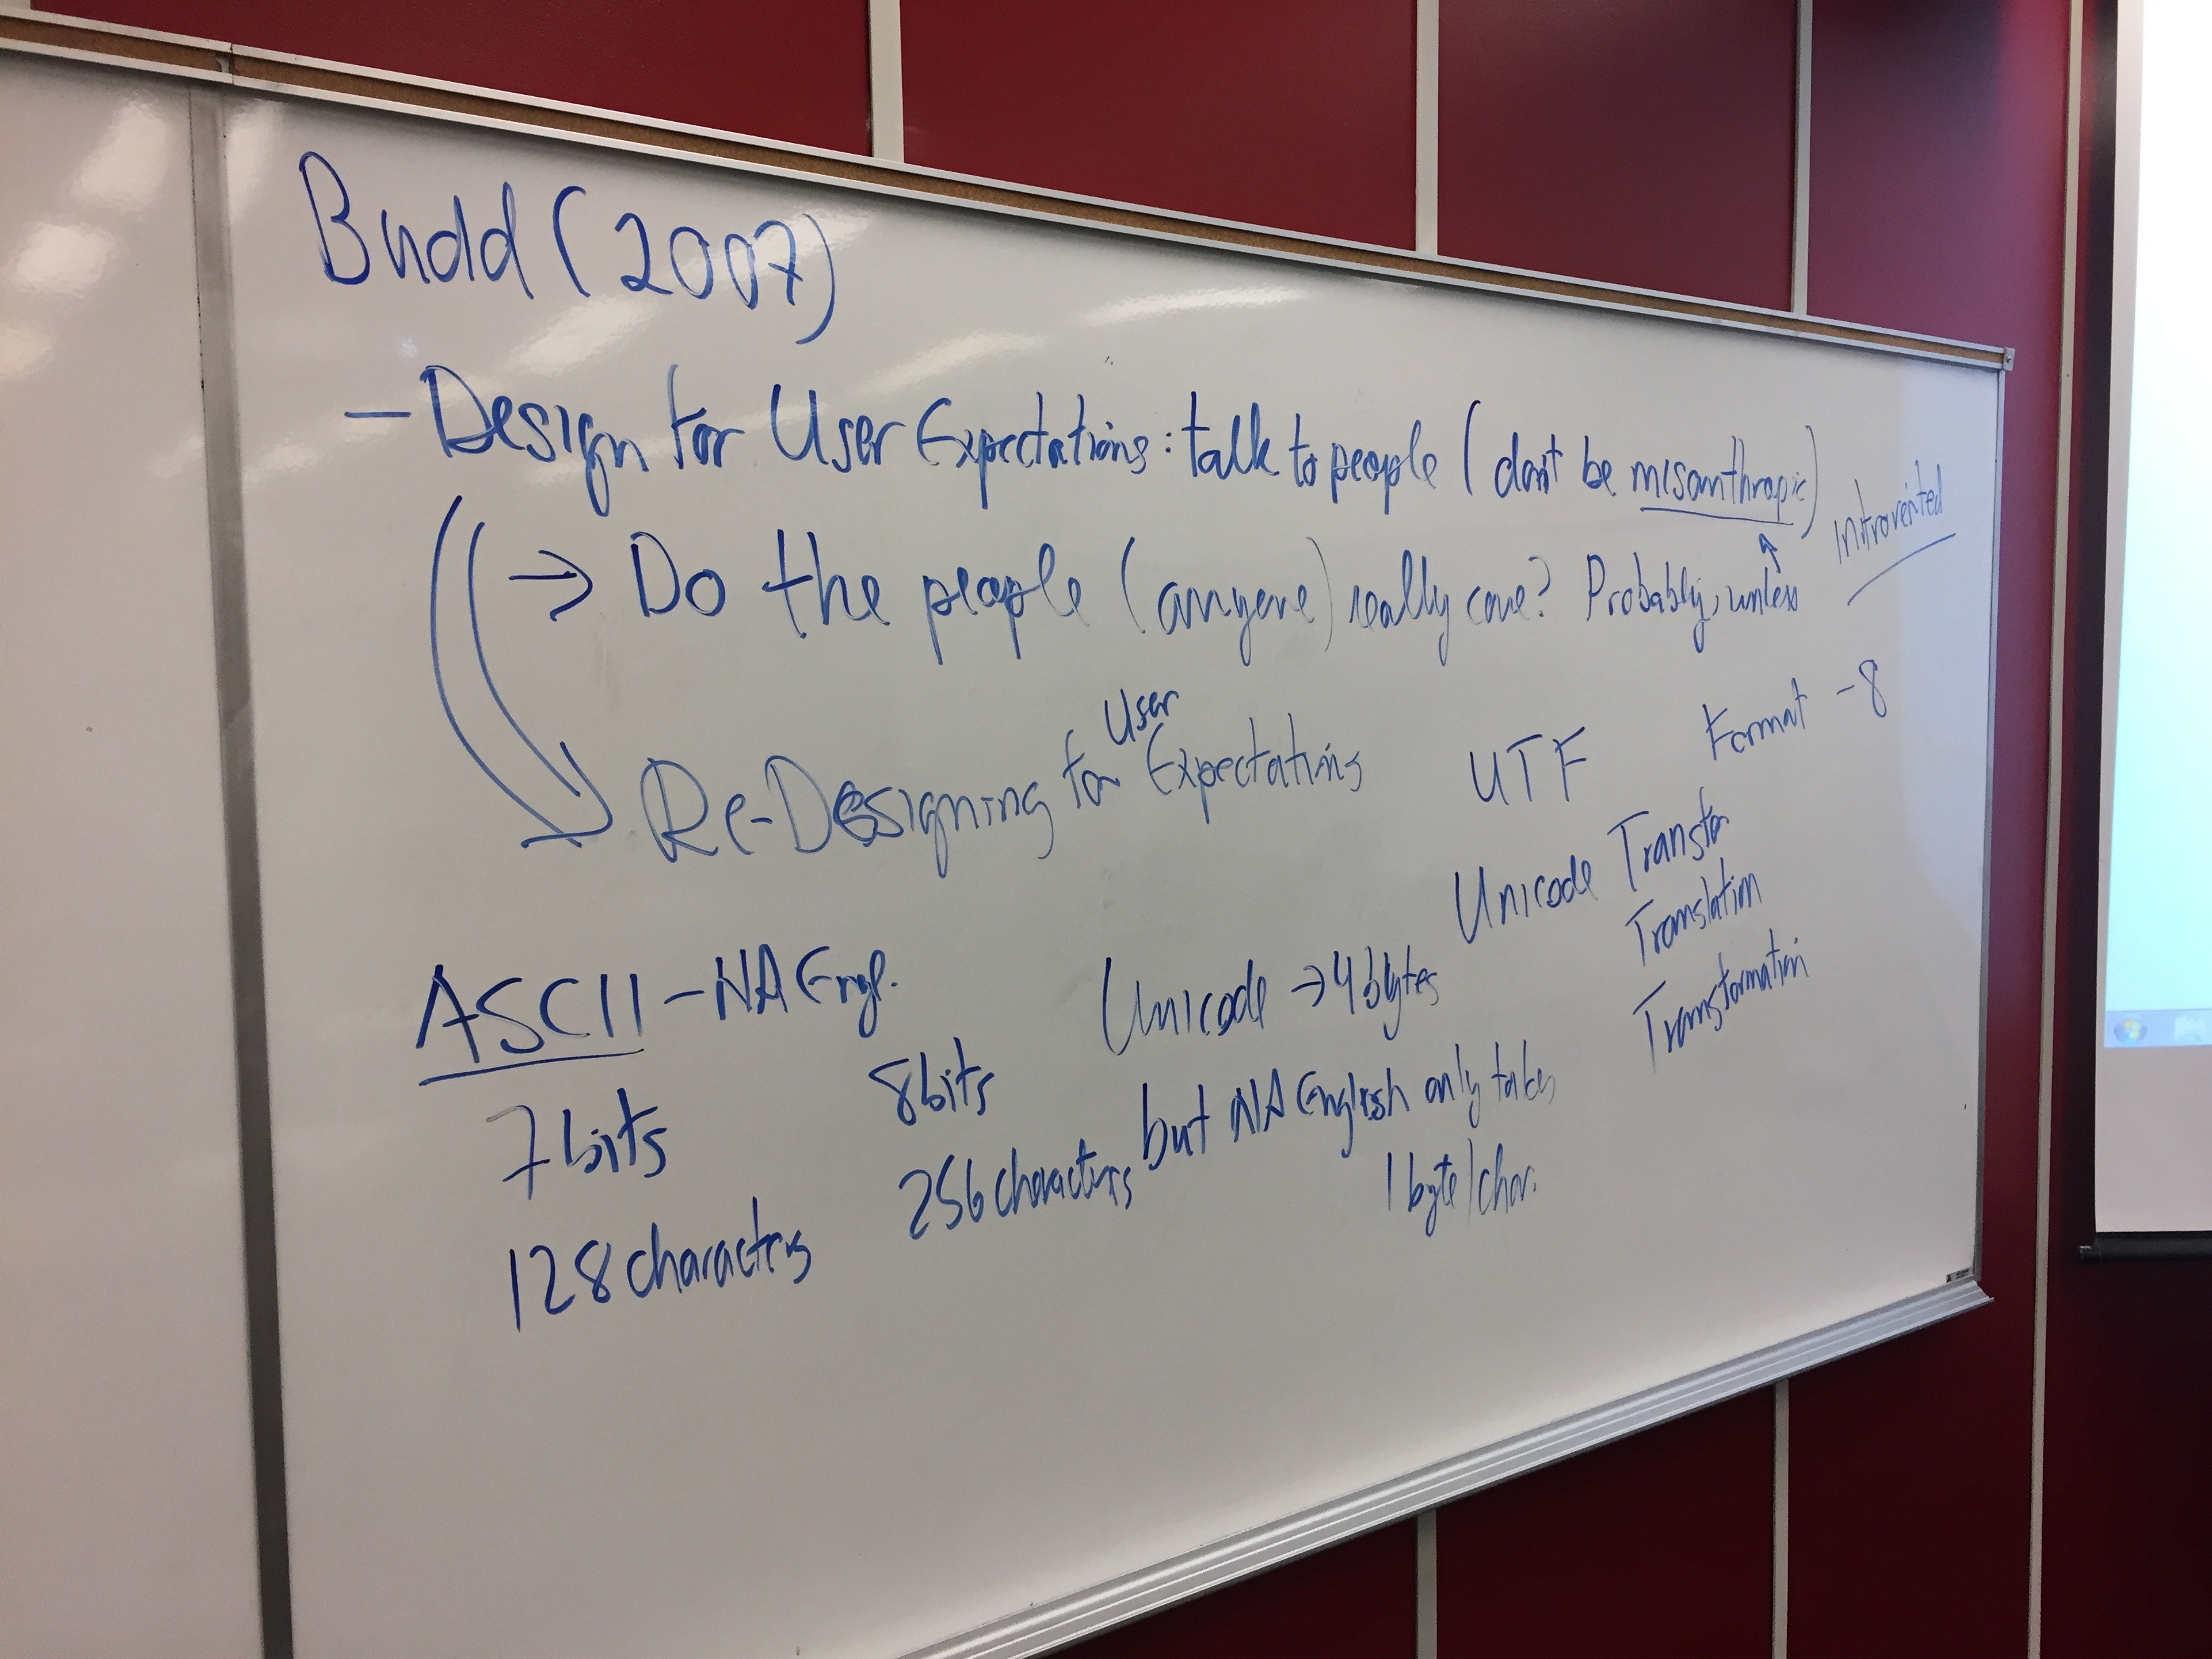 Budd (2007)
- Design for User Expectations: talk to people (don't be misanthropic)
Introverted
→ Do the people (anyone) really care? Probably, unless
Re-Designing for User Expectations
UTF
Format -8
Unicode Transfer
Translation
Transformation
ASCII - NA Engl.
7 bits
128 characters
8 bits
256 characters
Unicode → 4 bytes
but NA English only takes
1 byte/char.